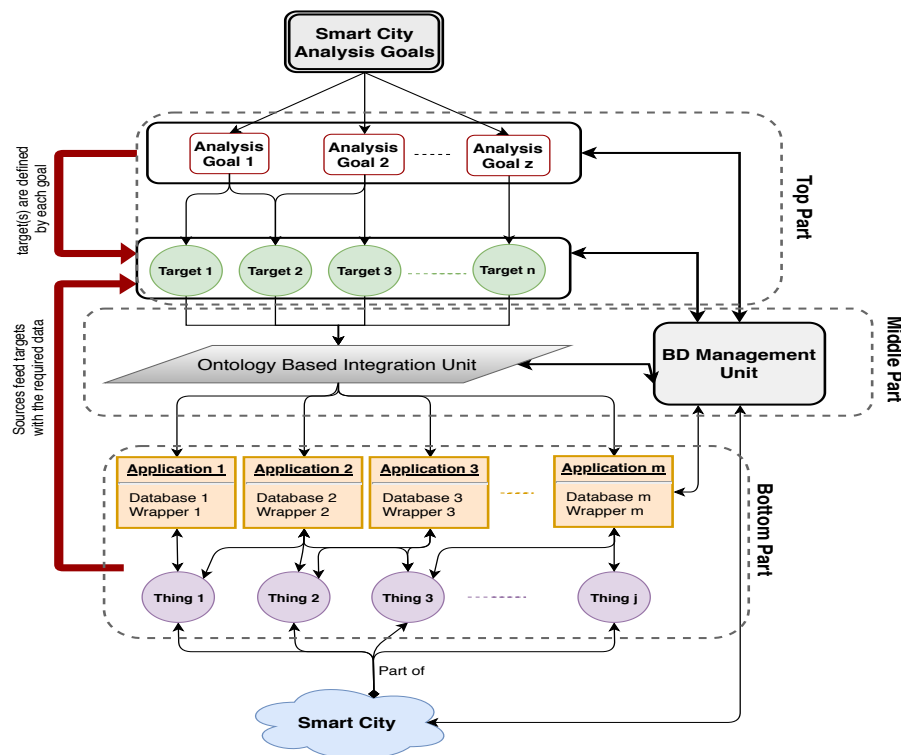 Smart City
Analysis Goals
Analysis
Goal 1
Analysis
Goal 2
Analysis
Goal z
target(s) are defined
by each goal
Top Part
Target 1
Target 2
Target 3
Target n
Sources feed targets
with the required data
Ontology Based Integration Unit
BD Management
Unit
Middle Part
Application 1
Database 1
Wrapper 1
Application 2
Database 2
Wrapper 2
Application 3
Database 3
Wrapper 3
Application m
Database m
Wrapper m
Bottom Part
Thing 1
Thing 2
Thing 3
Thing j
Part of
Smart City